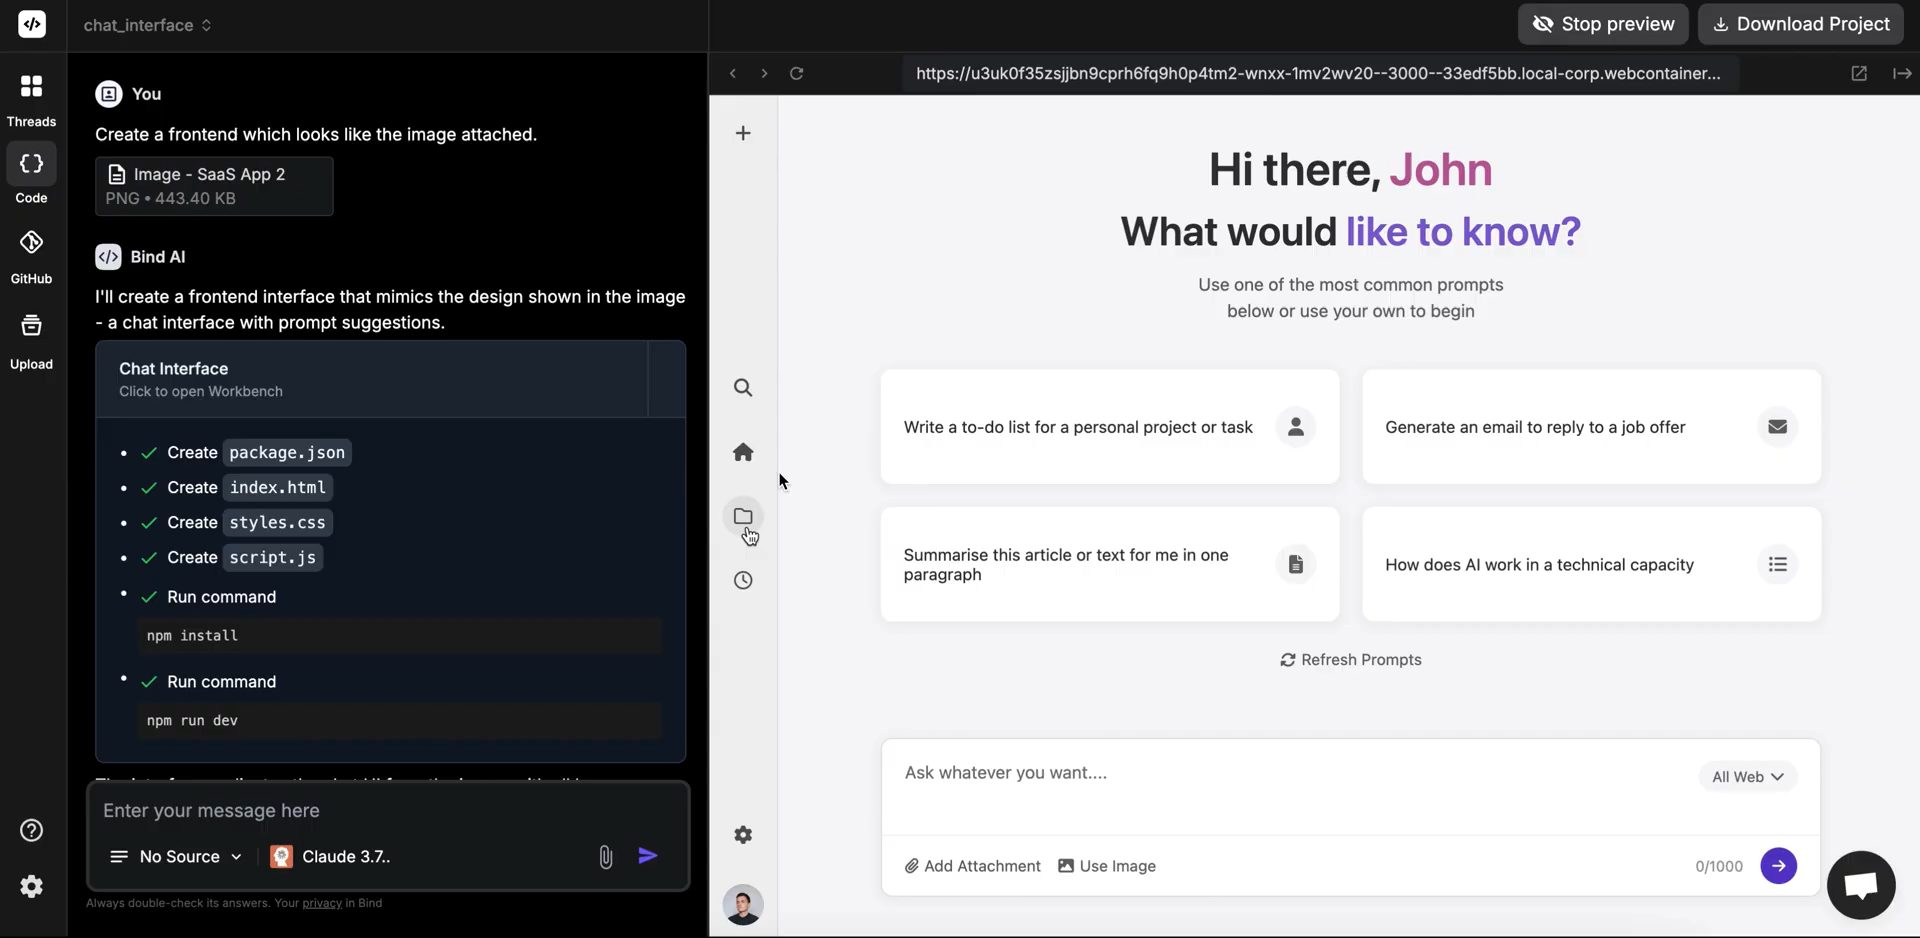 chat_interface
Stop preview
Download Project
https://u3uk0f35zsjjbn9cprh6fq9h0p4tm2-wnxx-1mv2wv20--3000--33edf5bb.local-corp.webcontainer...
Threads
Code
GitHub
Upload
You
Create a frontend which looks like the image attached.
Image - SaaS App 2
PNG • 443.40 KB
Bind AI
I'll create a frontend interface that mimics the design shown in the image
- a chat interface with prompt suggestions.
Chat Interface
Click to open Workbench
Create package.json
Create index.html
Create styles.css
Create script.js
Run command
npm install
Run command
npm run dev
Enter your message here
No Source
Claude 3.7..
Always double-check its answers. Your privacy in Bind
Hi there, John
What would like to know?
Use one of the most common prompts
below or use your own to begin
Write a to-do list for a personal project or task
Generate an email to reply to a job offer
Summarise this article or text for me in one
paragraph
How does AI work in a technical capacity
Refresh Prompts
Ask whatever you want....
All Web
Add Attachment
Use Image
0/1000